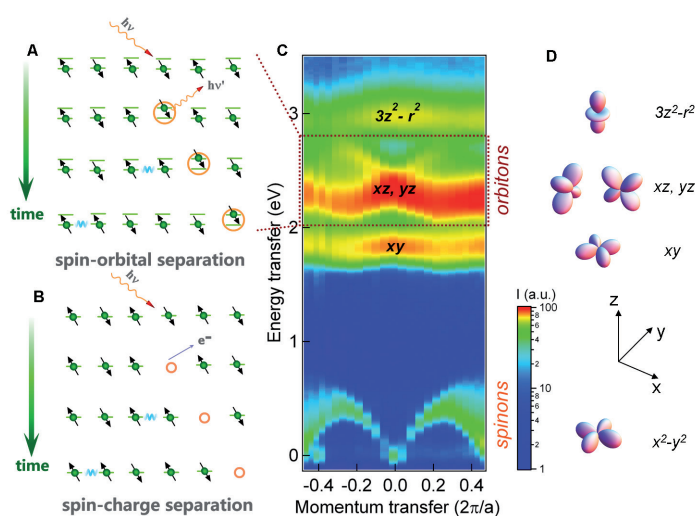 A
hν
hν'
time
spin-orbital separation
B
hν
e⁻
time
spin-charge separation
C
Energy transfer (eV)
3
2
1
0
3z²- r²
xz, yz
xy
orbitons
spinons
I (a.u.)
100
8
6
4
2
10
8
6
4
2
1
-0.4 -0.2 0.0 0.2 0.4
Momentum transfer (2π/a)
D
3z²-r²
xz, yz
xy
z
y
x
x²-y²